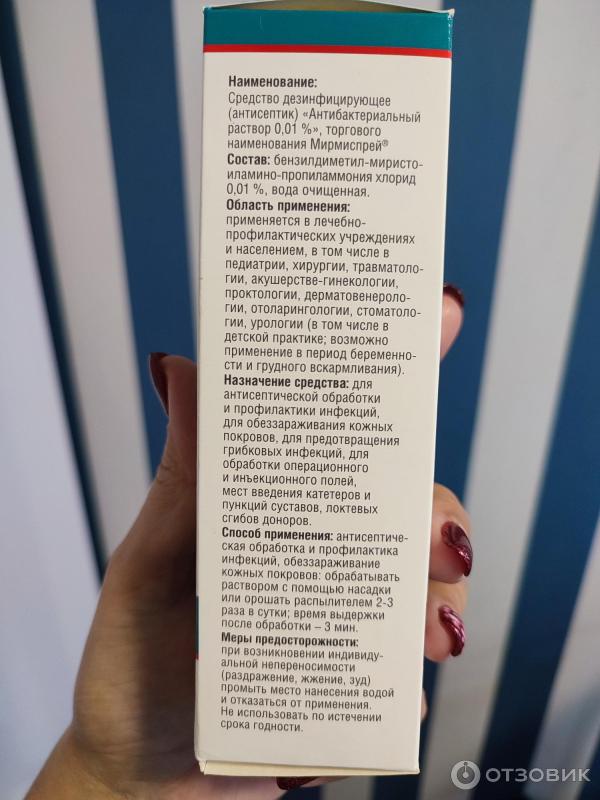 Наименование:
Средство дезинфицирующее
(антисептик) «Антибактериальный
раствор 0,01 %», торгового
наименования Мирмиспрей®
Состав: бензилдиметил-миристо-
иламино-пропиламмония хлорид
0,01 %, вода очищенная.
Область применения:
применяется в лечебно-
профилактических учреждениях
и населением, в том числе в
педиатрии, хирургии, травматоло-
гии, акушерстве-гинекологии,
проктологии, дерматовенероло-
гии, отоларингологии, стоматоло-
гии, урологии (в том числе в
детской практике; возможно
применение в период беременно-
сти и грудного вскармливания).
Назначение средства: для
антисептической обработки
и профилактики инфекций,
для обеззараживания кожных
покровов, для предотвращения
грибковых инфекций, для
обработки операционного
и инъекционного полей,
мест введения катетеров и
пункций суставов, локтевых
сгибов доноров.
Способ применения: антисептиче-
ская обработка и профилактика
инфекций, обеззараживание
кожных покровов: обрабатывать
раствором с помощью насадки
или орошать распылителем 2-3
раза в сутки; время выдержки
после обработки – 3 мин.
Меры предосторожности:
при возникновении индивиду-
альной непереносимости
(раздражение, жжение, зуд)
промыть место нанесения водой
и отказаться от применения.
Не использовать по истечении
срока годности.
ОТЗОВИК